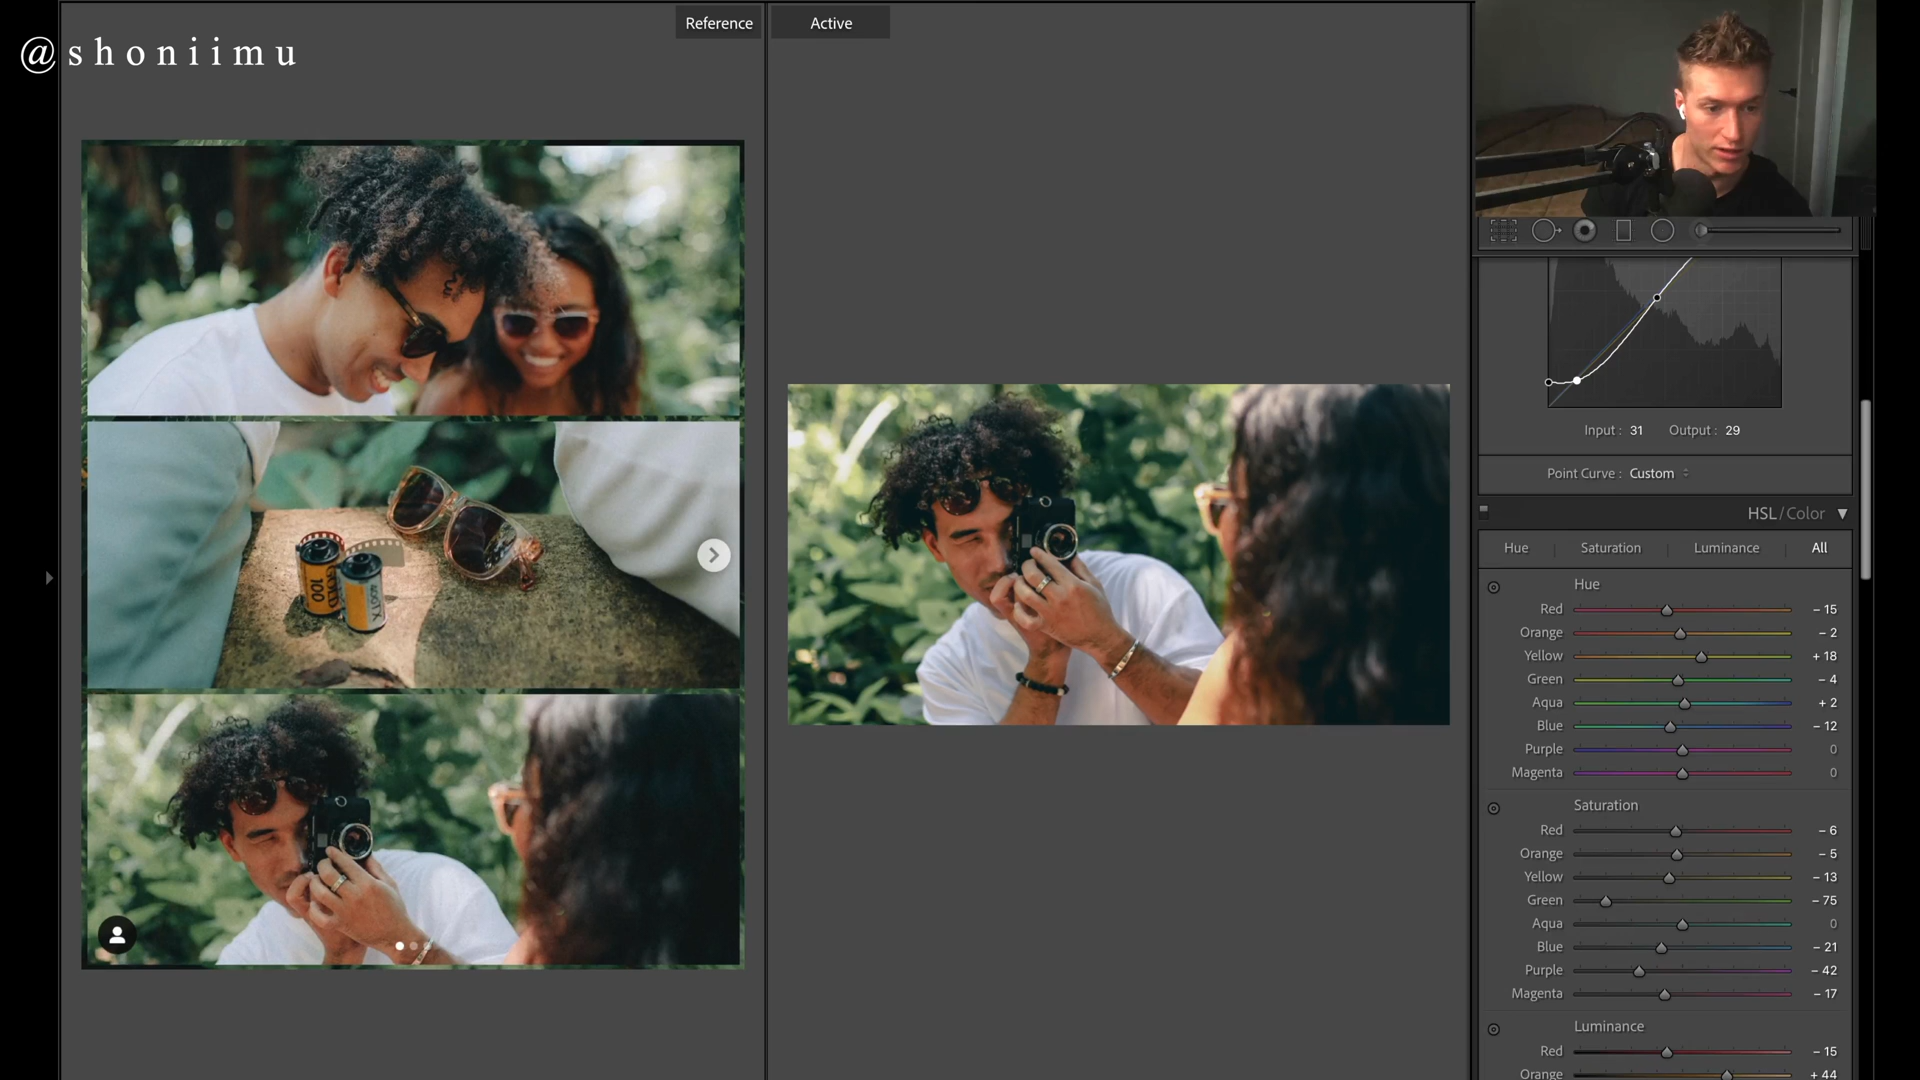 @shoniimu
Reference
Active
Input : 31 Output : 29
Point Curve : Custom
HSL / Color
Hue Saturation Luminance All
Hue
Red - 15
Orange - 2
Yellow + 18
Green - 4
Aqua + 2
Blue - 12
Purple 0
Magenta 0
Saturation
Red - 6
Orange - 5
Yellow - 13
Green - 75
Aqua 0
Blue - 21
Purple - 42
Magenta - 17
Luminance
Red - 15
Orange + 44
100
GOLD